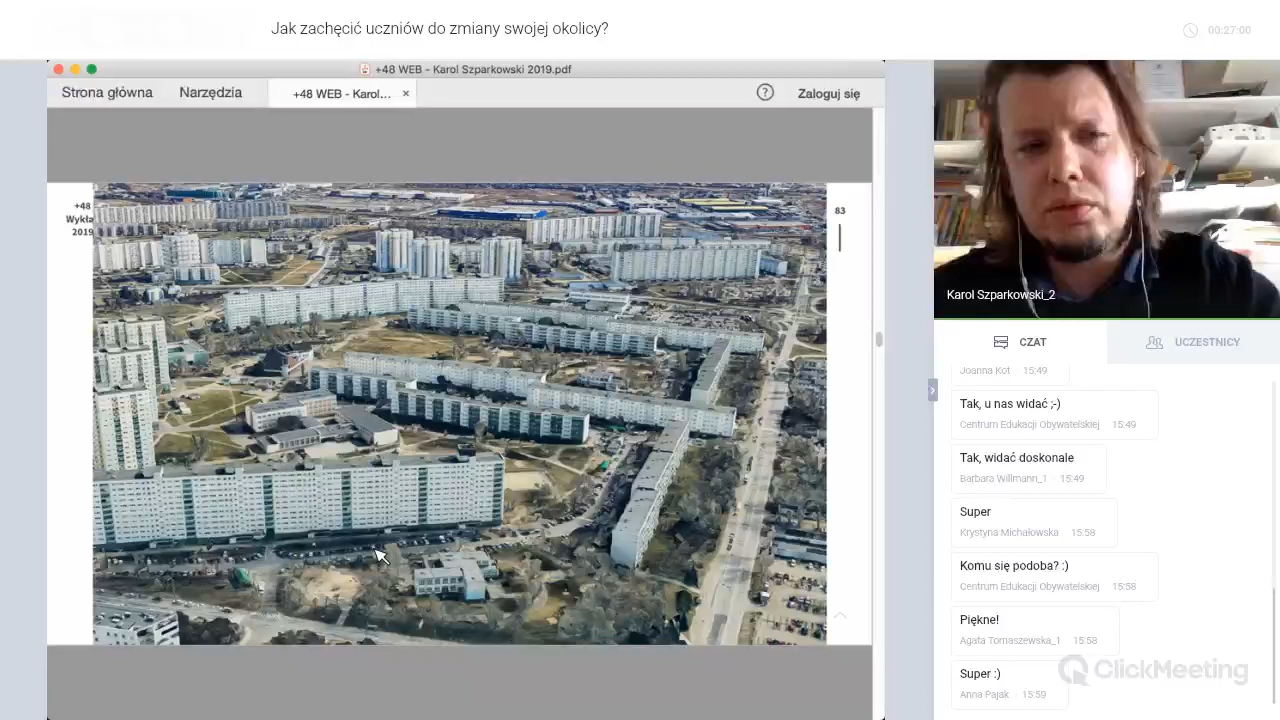 Jak zachęcić uczniów do zmiany swojej okolicy?
00:27:00
+48 WEB - Karol Szparkowski 2019.pdf
Strona główna
Narzędzia
+48 WEB - Karol...
×
?
Zaloguj się
+48
Wykła
2019
83
Karol Szparkowski_2
CZAT
UCZESTNICY
Joanna Kot 15:49
Tak, u nas widać ;-)
Centrum Edukacji Obywatelskiej 15:49
Tak, widać doskonale
Barbara Willmann_1 15:49
Super
Krystyna Michałowska 15:58
Komu się podoba? :)
Centrum Edukacji Obywatelskiej 15:58
Piękne!
Agata Tomaszewska_1 15:58
Super :)
Anna Pająk 15:59
ClickMeeting